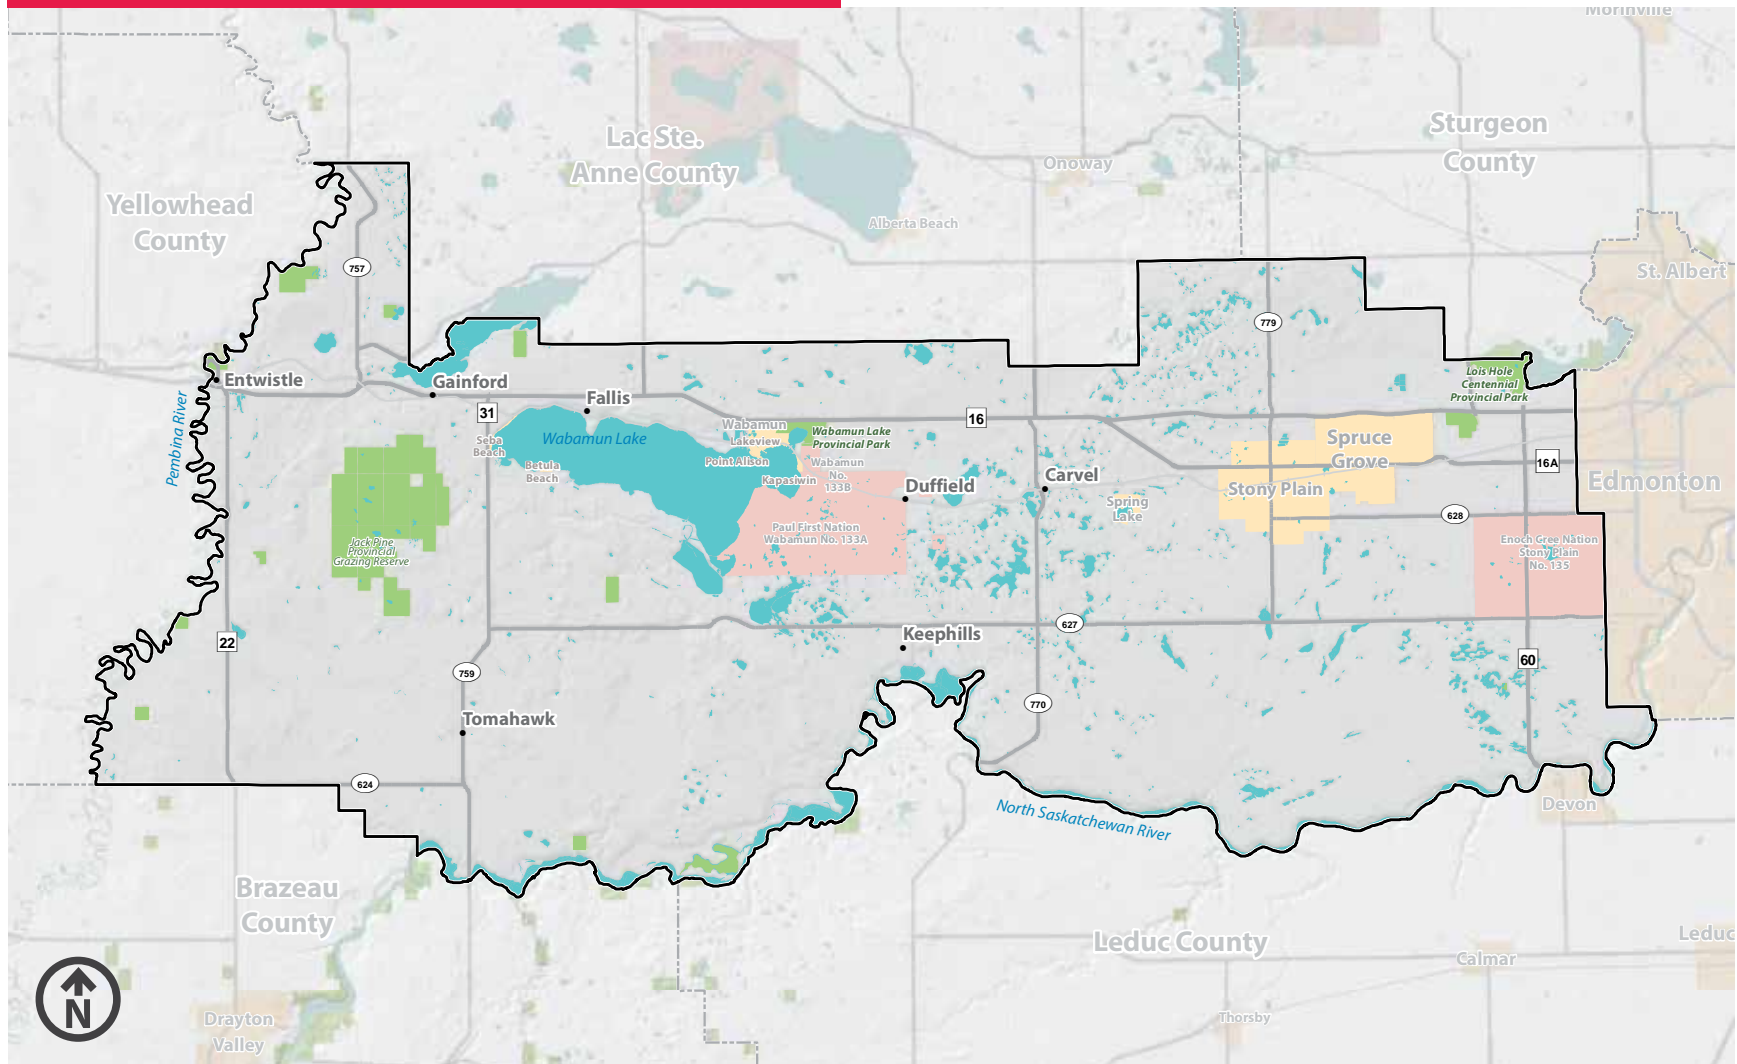 Morinville
Sturgeon
County
Lac Ste.
Anne County
Onoway
Yellowhead
County
Alberta Beach
757
St. Albert
779
Entwistle
Gainford
Lois Hole
Centennial
Provincial Park
Pembina River
31
Fallis
16
Seba
Beach
Wabamun Lake
Wabamun
Lakeview
Wabamun Lake
Provincial Park
Spruce
Grove
Betula
Beach
Point Alison
Wabamun
No.
133B
Kapasiwin
16A
Edmonton
Duffield
Carvel
Stony Plain
Spring
Lake
628
Paul First Nation
Wabamun No. 133A
Jack Pine
Provincial
Grazing Reserve
Enoch Cree Nation
Stony Plain
No. 135
22
627
Keephills
60
759
770
Tomahawk
624
North Saskatchewan River
Devon
Brazeau
County
Leduc County
Leduc
Calmar
N
Drayton
Valley
Thorsby